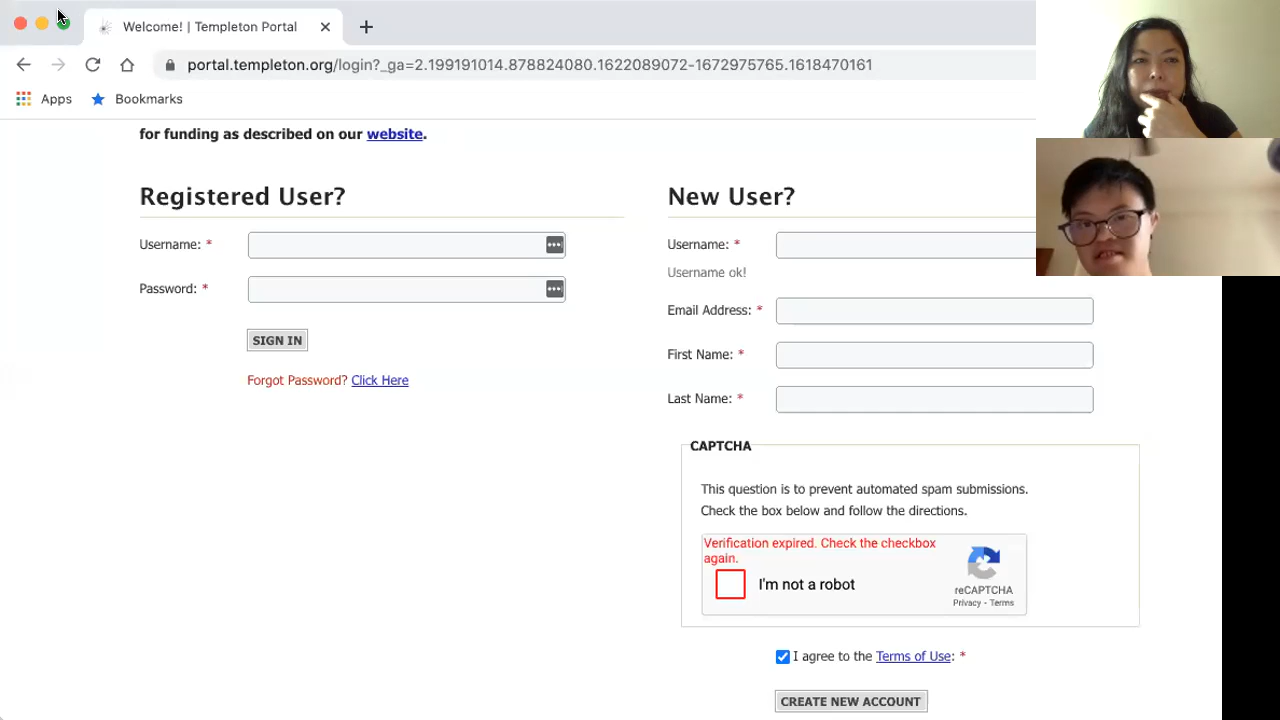 Welcome! | Templeton Portal
portal.templeton.org/login?_ga=2.199191014.878824080.1622089072-1672975765.1618470161
Apps Bookmarks
for funding as described on our website.
Registered User?
Username: *
Password: *
SIGN IN
Forgot Password? Click Here
New User?
Username: *
Username ok!
Email Address: *
First Name: *
Last Name: *
CAPTCHA
This question is to prevent automated spam submissions.
Check the box below and follow the directions.
Verification expired. Check the checkbox
again.
I'm not a robot
reCAPTCHA
Privacy - Terms
I agree to the Terms of Use: *
CREATE NEW ACCOUNT